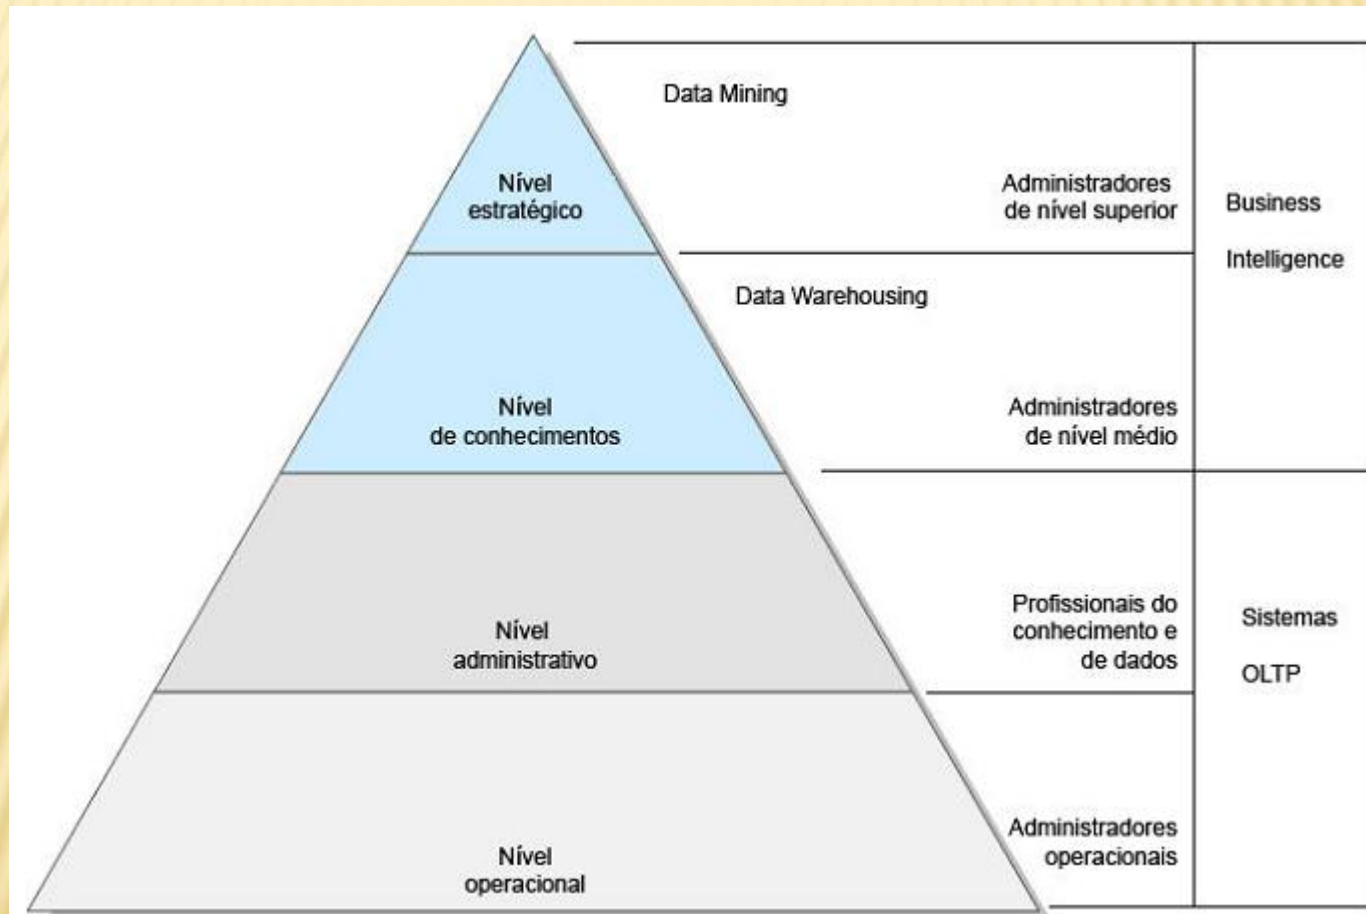 Data Mining
Nível
estratégico
Administradores
de nível superior
Business
Intelligence
Data Warehousing
Nível
de conhecimentos
Administradores
de nível médio
Nível
administrativo
Profissionais do
conhecimento e
de dados
Sistemas
OLTP
Nível
operacional
Administradores
operacionais